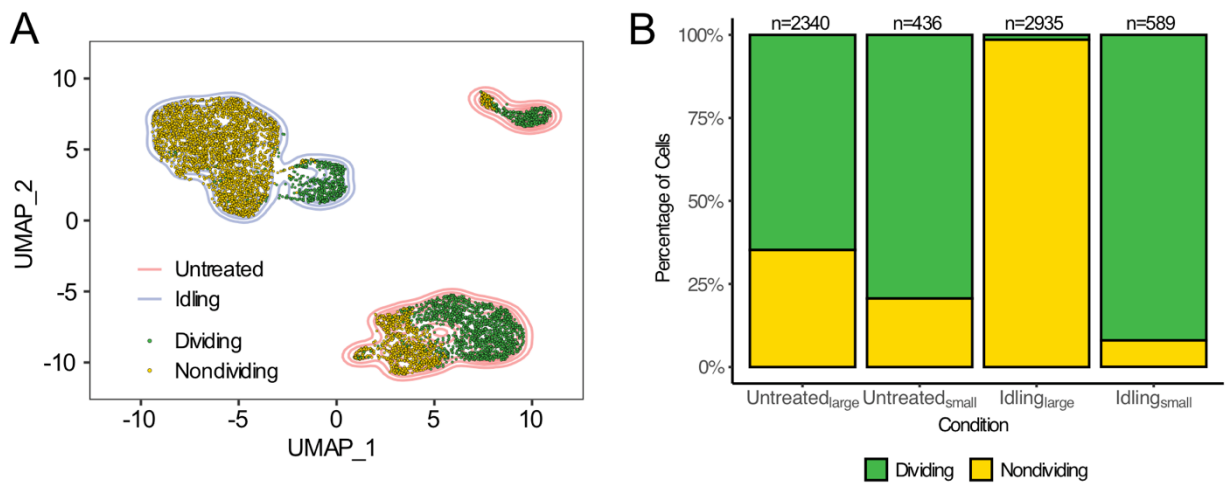 A
UMAP_2
10
5
0
-5
-10
Untreated
Idling
Dividing
Nondividing
-10 -5 0 5 10
UMAP_1
B
n=2340 n=436 n=2935 n=589
Percentage of Cells
100%
75%
50%
25%
0%
Untreatedlarge Untreatedsmall Idlinglarge Idlingsmall
Condition
Dividing Nondividing